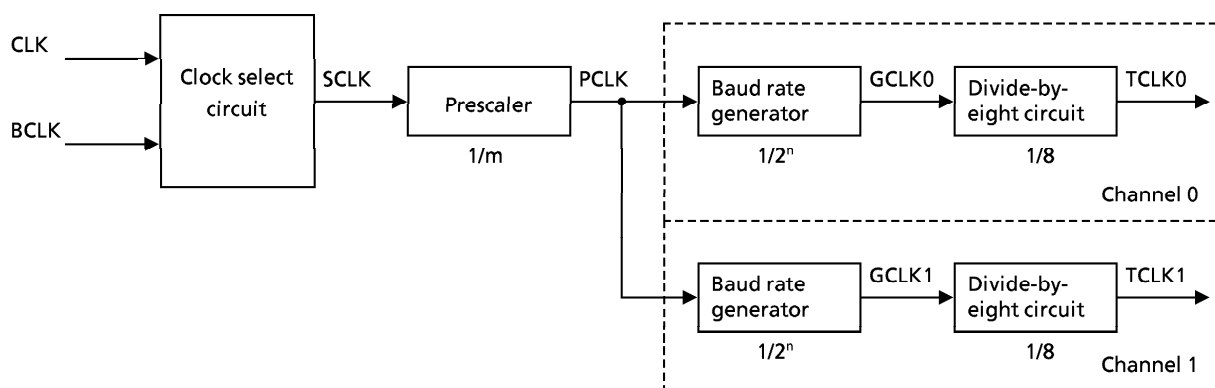 CLK
BCLK
Clock select
circuit
SCLK
Prescaler
1/m
PCLK
Baud rate
generator
1/2ⁿ
GCLK0
Divide-by-
eight circuit
1/8
TCLK0
Channel 0
Baud rate
generator
1/2ⁿ
GCLK1
Divide-by-
eight circuit
1/8
TCLK1
Channel 1